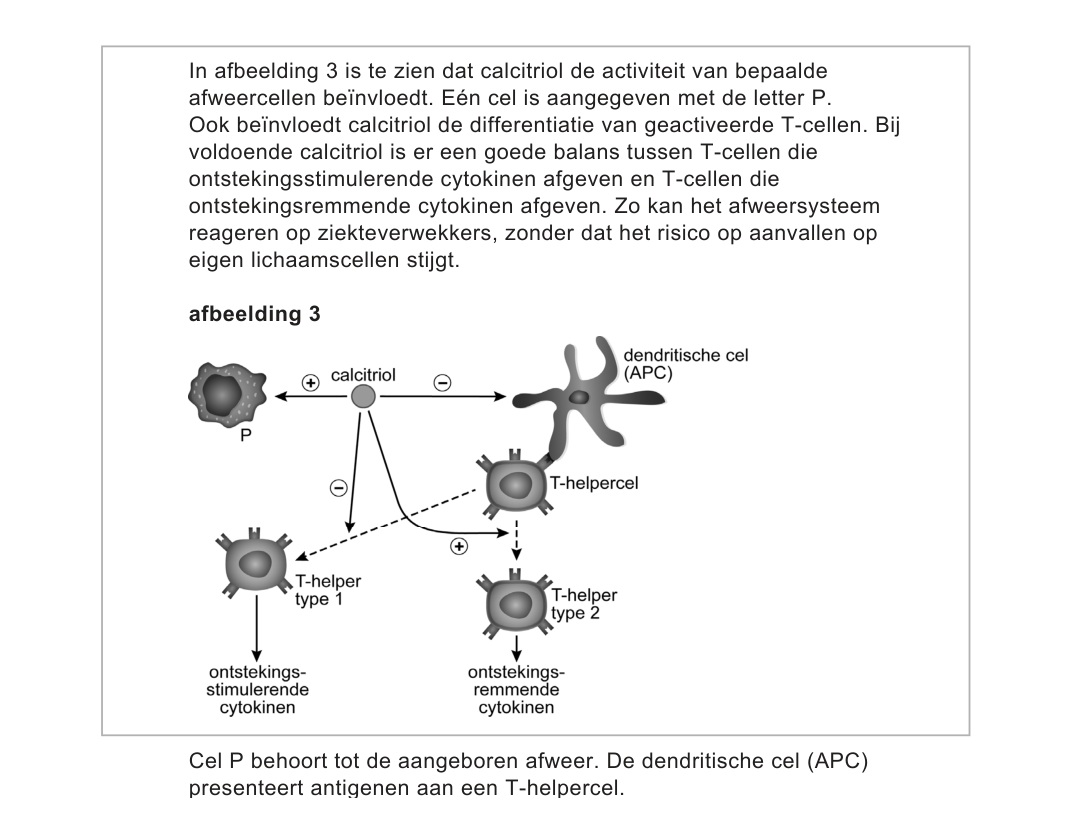 In afbeelding 3 is te zien dat calcitriol de activiteit van bepaalde
afweercellen beïnvloedt. Eén cel is aangegeven met de letter P.
Ook beïnvloedt calcitriol de differentiatie van geactiveerde T-cellen. Bij
voldoende calcitriol is er een goede balans tussen T-cellen die
ontstekingsstimulerende cytokinen afgeven en T-cellen die
ontstekingsremmende cytokinen afgeven. Zo kan het afweersysteem
reageren op ziekteverwekkers, zonder dat het risico op aanvallen op
eigen lichaamscellen stijgt.
afbeelding 3
dendritische cel
(APC)
calcitriol
+
−
P
T-helpercel
−
+
T-helper
type 1
T-helper
type 2
ontstekings-
stimulerende
cytokinen
ontstekings-
remmende
cytokinen
Cel P behoort tot de aangeboren afweer. De dendritische cel (APC)
presenteert antigenen aan een T-helpercel.